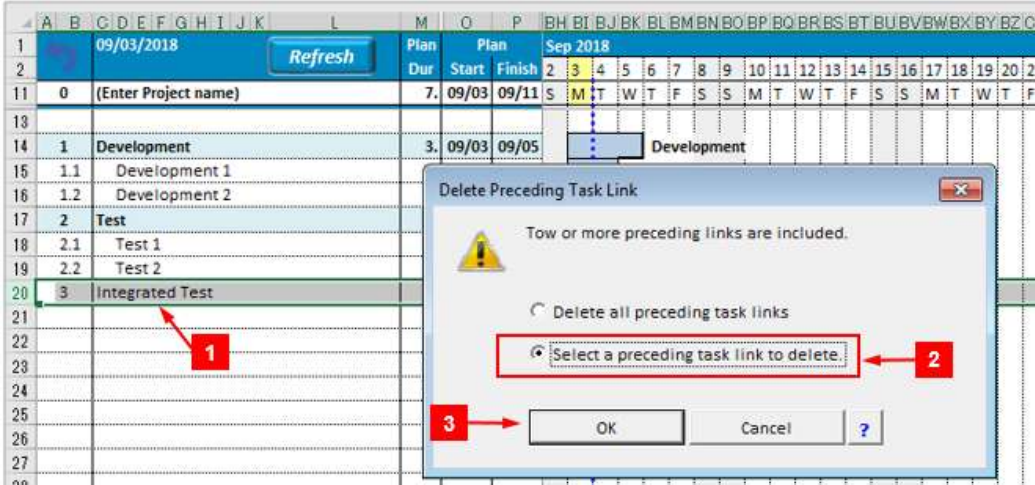 A B C D E F G H I J K L M O P BH BI BJ BK BL BM BN BO BP BQ BR BS BT BU BV BW BX BY BZ C
1 09/03/2018 Refresh Plan Plan Sep 2018
2 Dur Start Finish 2 3 4 5 6 7 8 9 10 11 12 13 14 15 16 17 18 19 20 2
11 0 (Enter Project name) 7. 09/03 09/11 S M T W T F S S M T W T F S S M T W T F
13
14 1 Development 3. 09/03 09/05 Development
15 1.1 Development 1
16 1.2 Development 2
17 2 Test
18 2.1 Test 1
19 2.2 Test 2
20 3 Integrated Test
21
22
23
24
25
26
27
Delete Preceding Task Link
Tow or more preceding links are included.
Delete all preceding task links
Select a preceding task link to delete.
OK Cancel ?
1
2
3